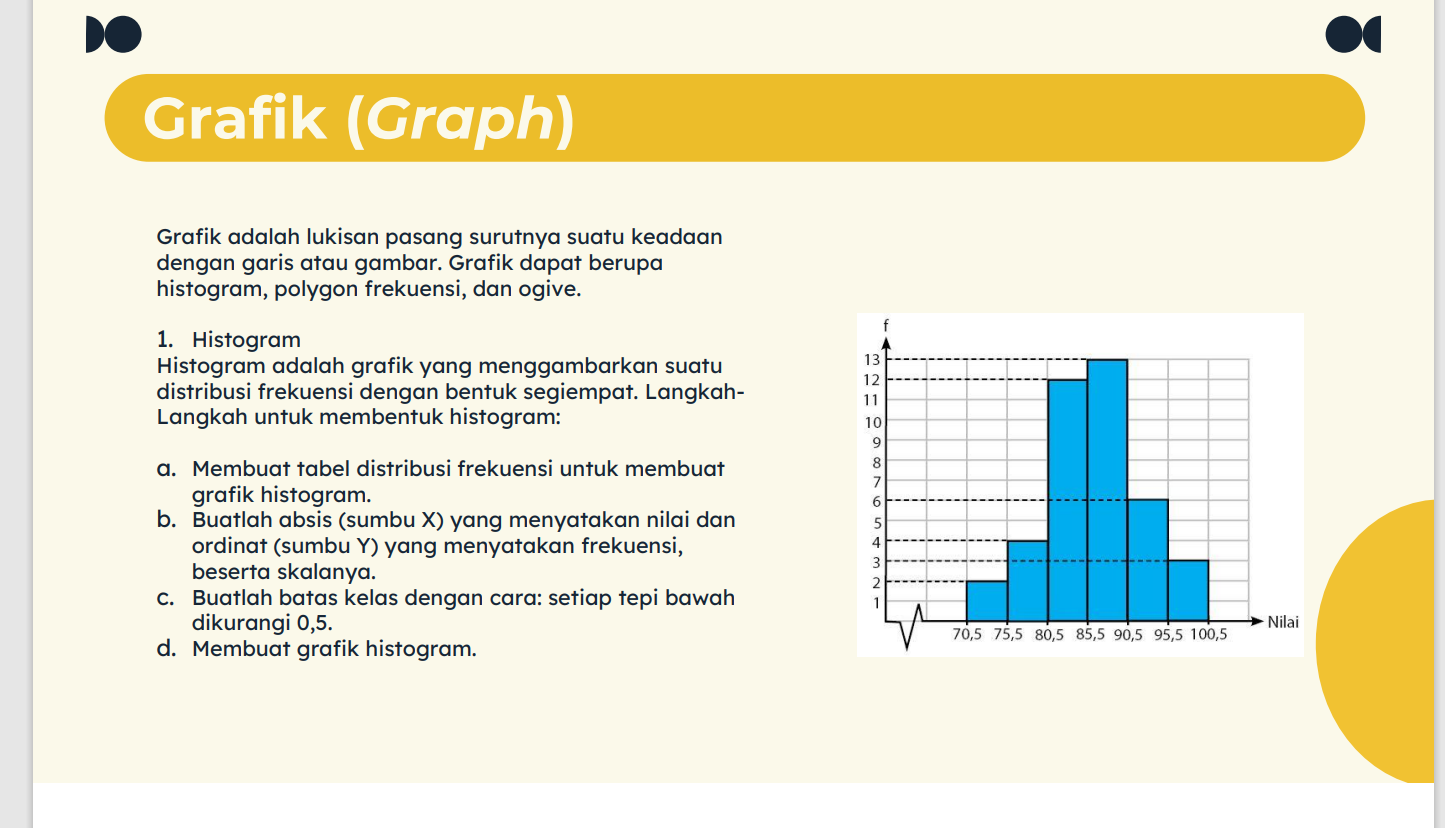 Grafik (Graph)
Grafik adalah lukisan pasang surutnya suatu keadaan
dengan garis atau gambar. Grafik dapat berupa
histogram, polygon frekuensi, dan ogive.
1. Histogram
Histogram adalah grafik yang menggambarkan suatu
distribusi frekuensi dengan bentuk segiempat. Langkah-
Langkah untuk membentuk histogram:
a. Membuat tabel distribusi frekuensi untuk membuat
grafik histogram.
b. Buatlah absis (sumbu X) yang menyatakan nilai dan
ordinat (sumbu Y) yang menyatakan frekuensi,
beserta skalanya.
c. Buatlah batas kelas dengan cara: setiap tepi bawah
dikurangi 0,5.
d. Membuat grafik histogram.
f
13
12
11
10
9
8
7
6
5
4
3
2
1
70,5 75,5 80,5 85,5 90,5 95,5 100,5
Nilai